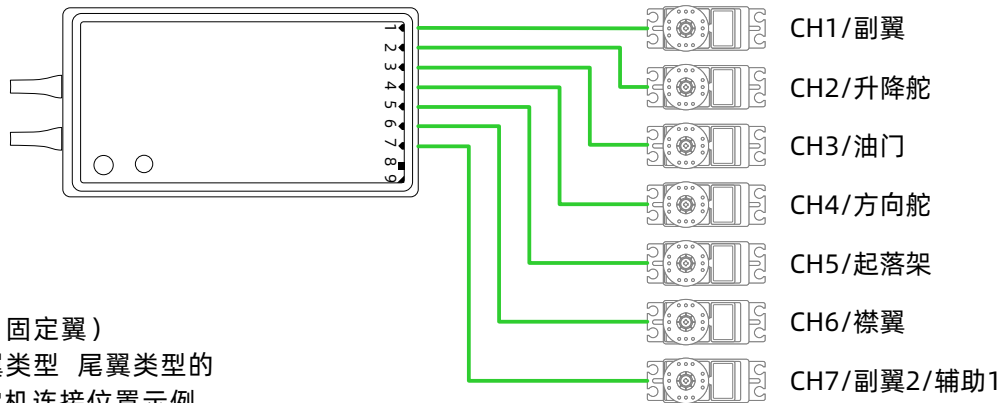 1
2
3
4
5
6
7
8
9
CH1/副翼
CH2/升降舵
CH3/油门
CH4/方向舵
CH5/起落架
CH6/襟翼
CH7/副翼2/辅助1
固定翼）
类型 尾翼类型的
机连接位置示例